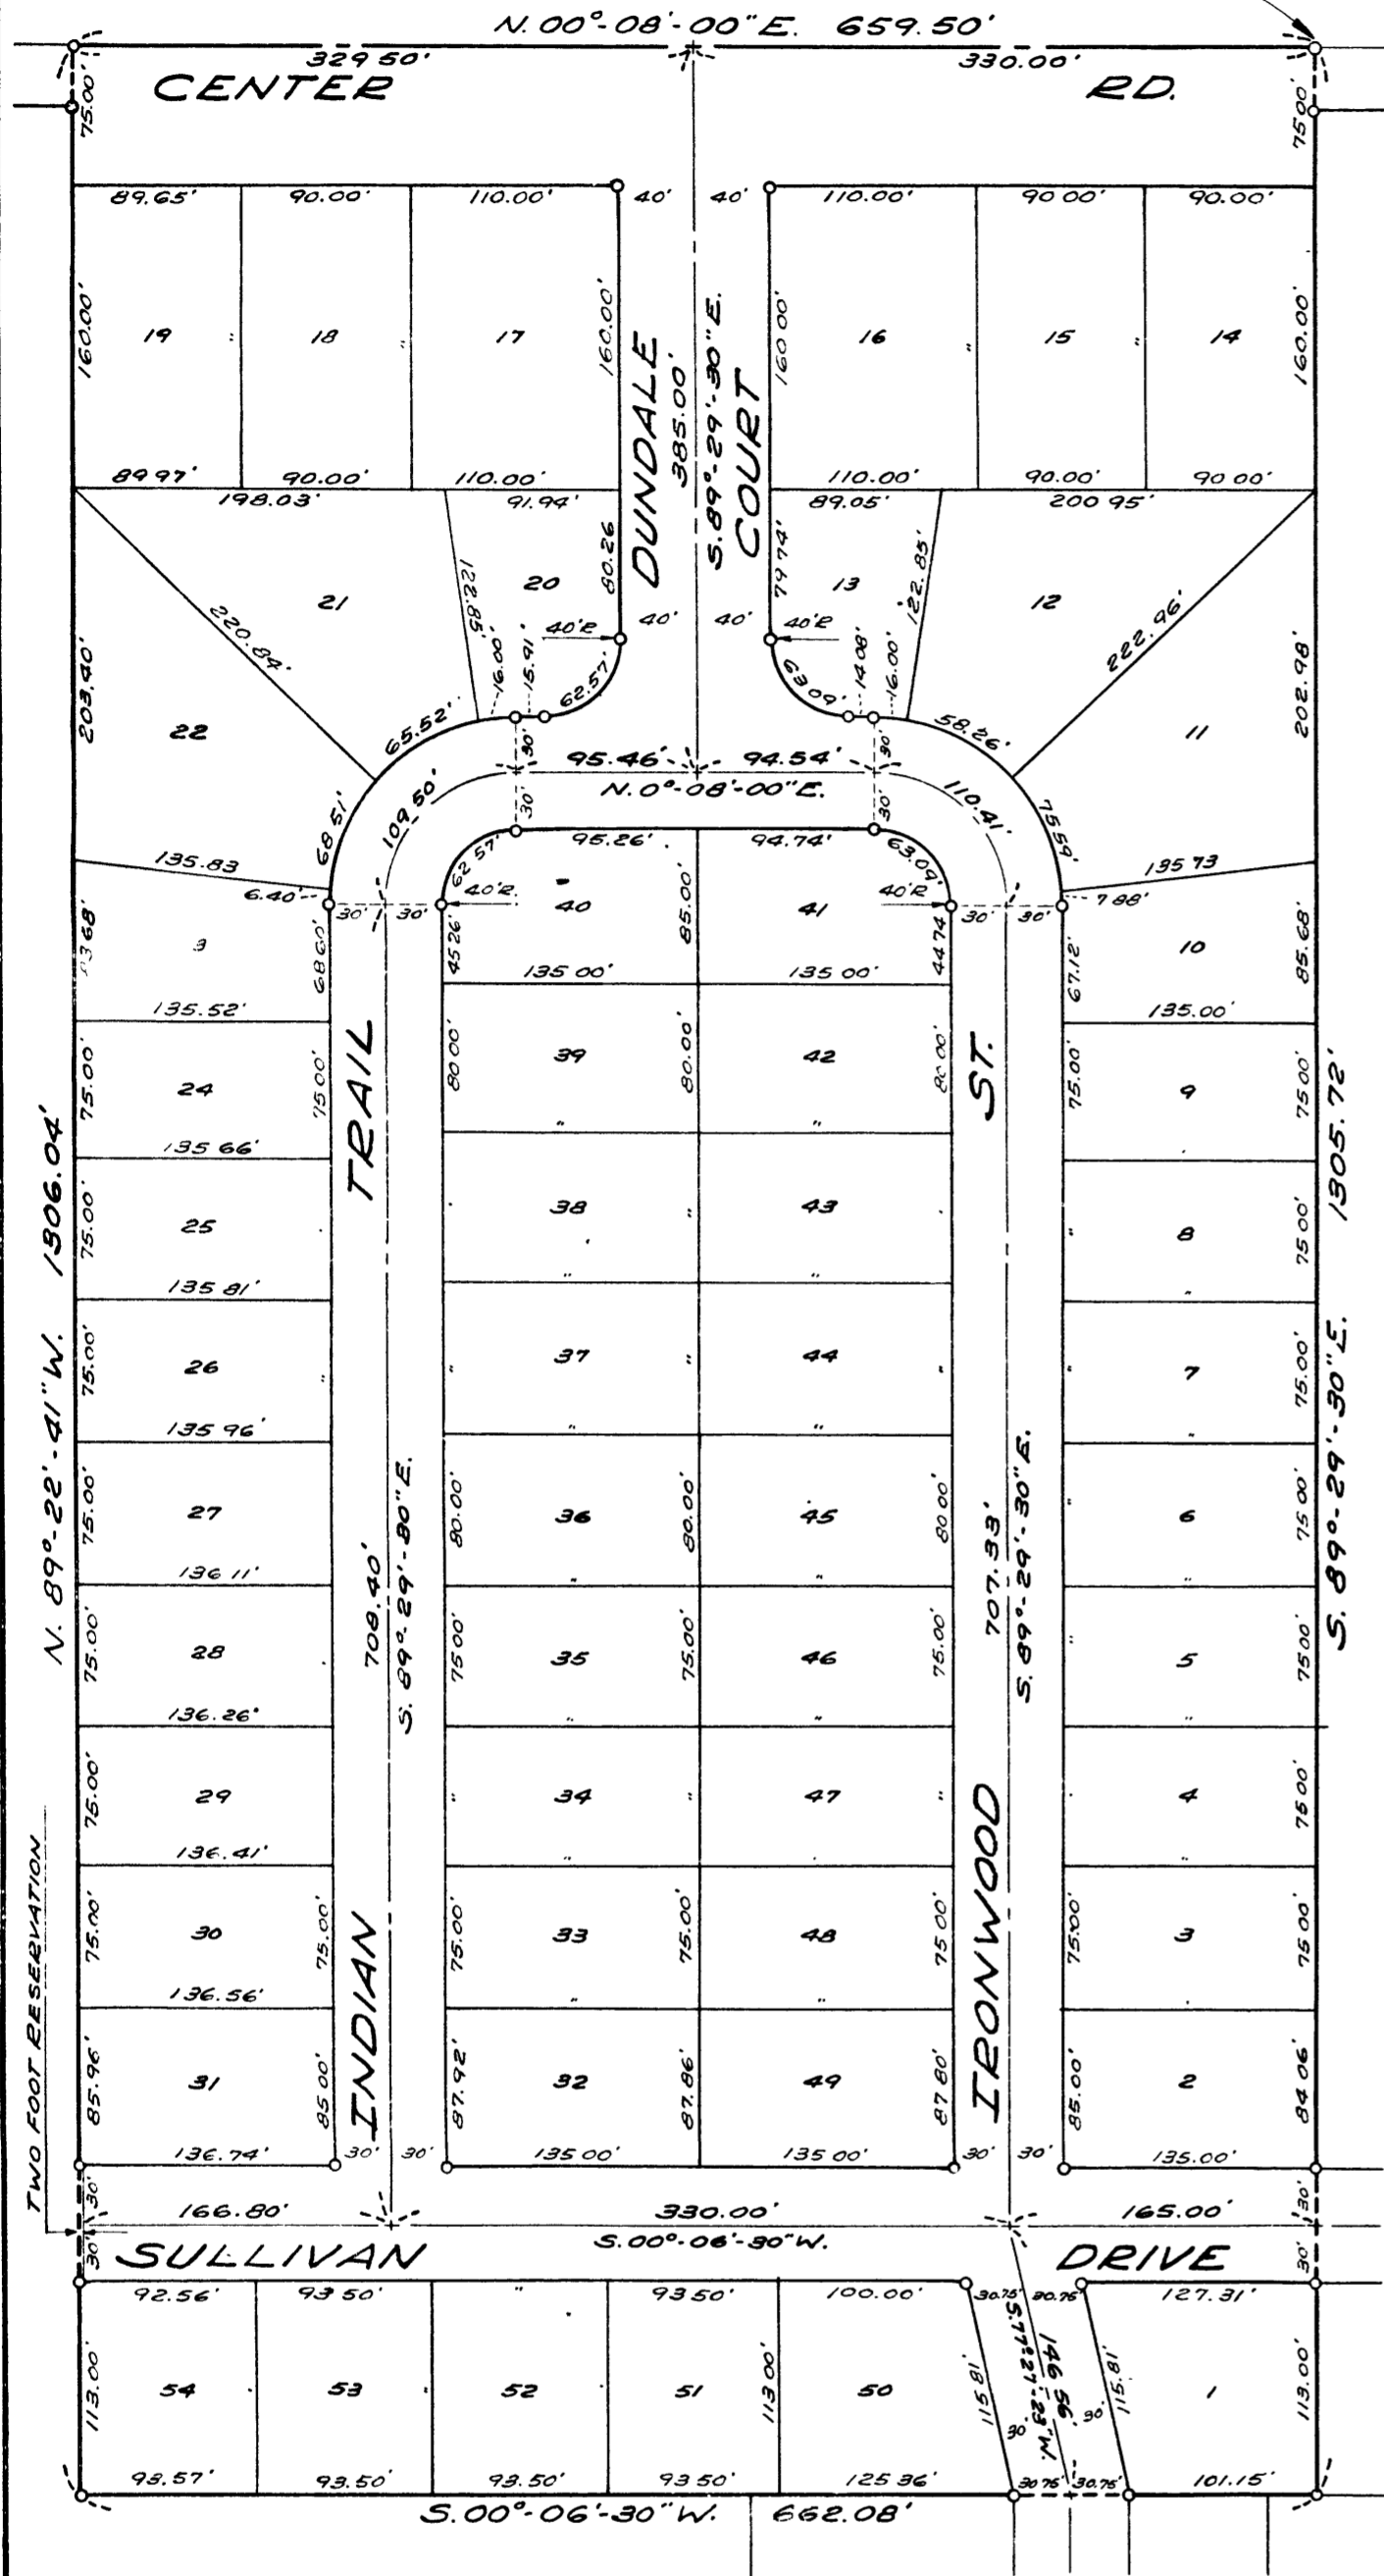 N. 00°-08'-00" E. 659.50'
329 50' 330.00'
CENTER RD.
75.00' 75 00'
89.65' 90.00' 110.00' 40' 40' 110.00' 90 00' 90.00'
160.00' 19 " 18 " 17 160.00' 160 00' 16 " 15 " 14 160.00'
DUNDALE COURT
385.00'
S.89°-29'-30"E.
89 97' 90.00' 110.00' 110.00' 90.00' 90 00'
198.03' 91.94' 89.05' 200 95'
21 122.85' 20 80.26 79 74' 13 122.85' 12
220.84' 222.96'
16.00' 15.91' 40'R 40' 40' 40'R 14 08' 16.00'
203.40' 22 65.52' 62.57' 63.09' 58.26' 11 202.98'
30' 95.46' 94.54' 30'
N. 0°-08'-00"E.
68 51' 109 50' 30' 30' 110.41' 75.59'
62 57' 95.26' 94.74' 63.09'
135.83 135 73
6.40' 30' 30' 40'R. 40 85.00' 41 40'R 30' 30' 7 88'
3 68 60' 45 26' 44 74 67.12' 10 85.68'
135.52' 135 00' 135 00' 135.00'
75.00' 24 75 00' 80 00' 39 80.00' 42 80 00' 75.00' 9 75 00'
TRAIL ST.
135 66' " "
75.00' 25 38 " 43 " 8 75 00'
135 81' " " "
75.00' 26 " " 37 " 44 " " 7 75.00'
135 96' " " "
N. 89°-22'-41" W. 1306.04'
S. 89°-29'-30" E. 1305.72'
75.00' 27 80.00' 36 80.00' 45 80 00' " 6 75 00'
136 11' " " "
708.40'
S. 89°-29'-30" E.
707.33'
S. 89°-29'-30" E.
75.00' 28 75 00' 35 75.00' 46 75.00' " 5 75 00'
136.26' " " "
75.00' 29 " 34 " 47 " 4 75 00'
136.41' " "
75.00' 30 75.00' 75.00' 33 75.00' 48 75 00' 75.00' 3 75 00'
136.56' " "
INDIAN IRONWOOD
85.96' 31 85 00' 87.92' 32 87.86' 49 87 80' 85.00' 2 84 06'
136.74' 30' 30' 135 00' 135 00' 30' 30' 135.00'
TWO FOOT RESERVATION
30' 166.80' 330.00' 165.00' 30'
S.00°-06'-30" W.
30' SULLIVAN DRIVE 30'
92.56' 93 50' " 93 50' 100.00' 30.75' 30.75' 127.31'
113.00' 54 53 52 51 113 00' 50 115 81' 30' 30' 115.81' 1 113.00'
146 56'
S.77°-27'-23"W.
93.57' 93.50' 93.50' 93 50' 125 36' 30 75' 30.75' 101.15'
S.00°-06'-30" W. 662.08'